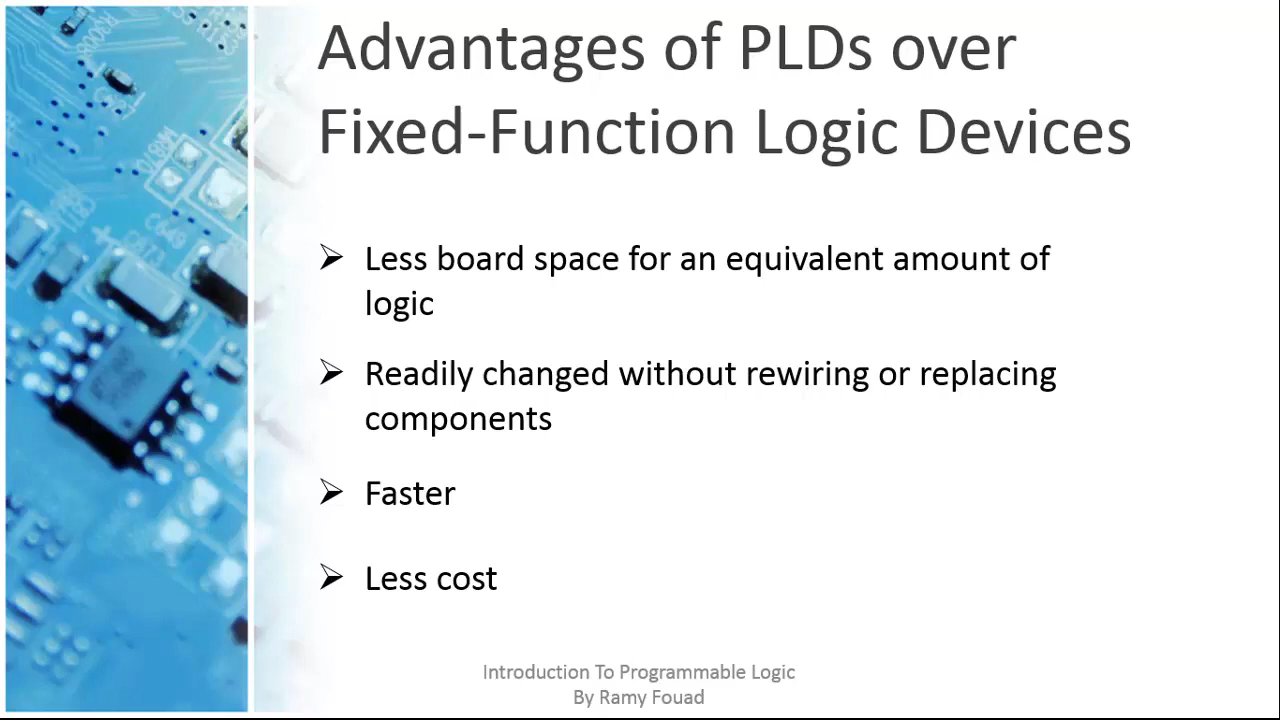 Advantages of PLDs over
Fixed-Function Logic Devices
Less board space for an equivalent amount of
logic
Readily changed without rewiring or replacing
components
Faster
Less cost
Introduction To Programmable Logic
By Ramy Fouad